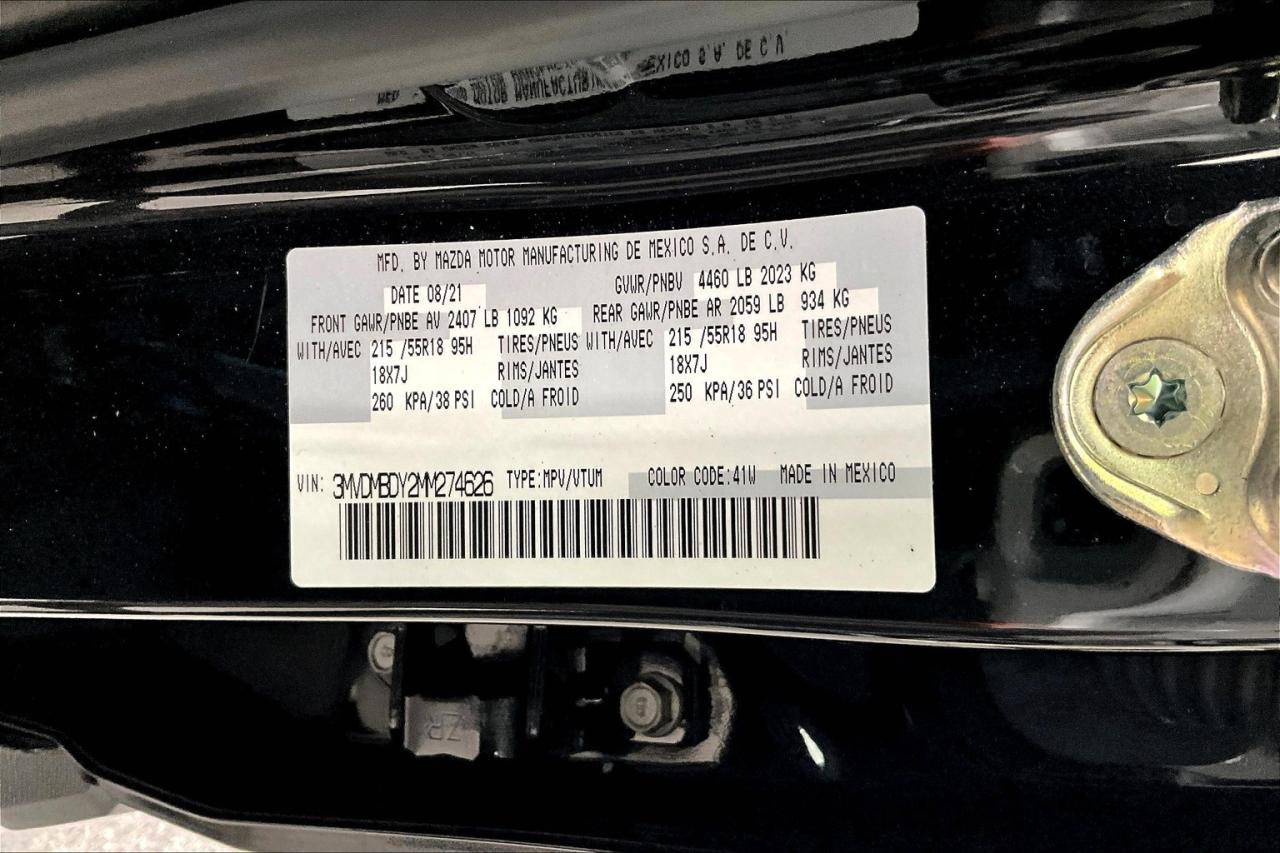 MFD. BY MAZDA MOTOR MANUFACTURING DE MEXICO S.A. DE C.V.
DATE 08/21 GVWR/PNBV 4460 LB 2023 KG
FRONT GAWR/PNBE AV 2407 LB 1092 KG REAR GAWR/PNBE AR 2059 LB 934 KG
WITH/AVEC 215 /55R18 95H TIRES/PNEUS WITH/AVEC 215 /55R18 95H TIRES/PNEUS
18X7J RIMS/JANTES 18X7J RIMS/JANTES
260 KPA/38 PSI COLD/A FROID 250 KPA/36 PSI COLD/A FROID
VIN: 3MVDMBDY2MM274626 TYPE:MPV/VTUM COLOR CODE:41W MADE IN MEXICO